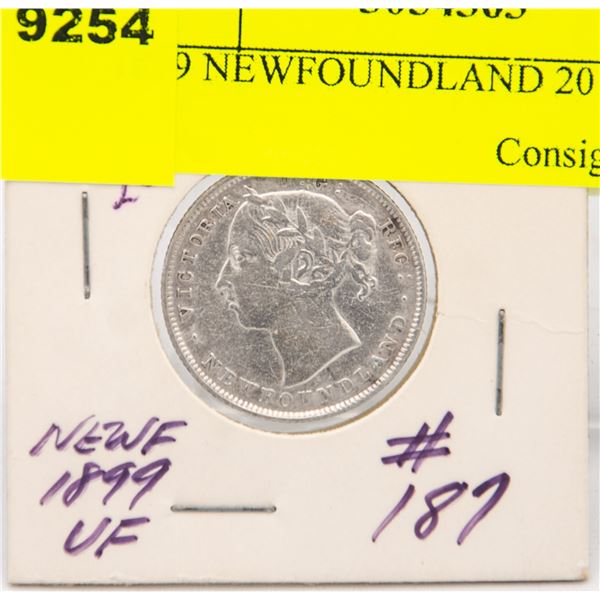 9254
9 NEWFOUNDLAND 20
Consig
VICTORIA REG.
NEWFOUNDLAND.
NEWF
1899
VF
#
187